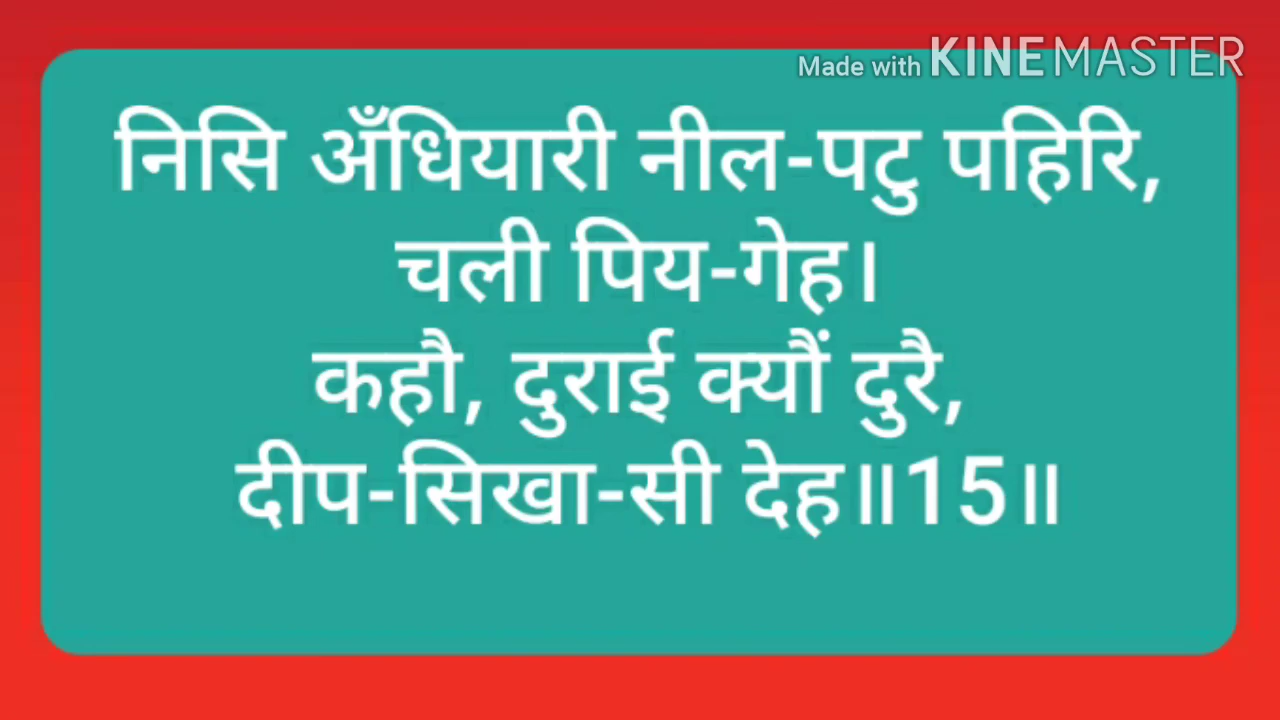 Made with KINEMASTER
निसि अँधियारी नील-पटु पहिरि,
चली पिय-गेह।
कहौ, दुराई क्यौं दुरै,
दीप-सिखा-सी देह॥15॥